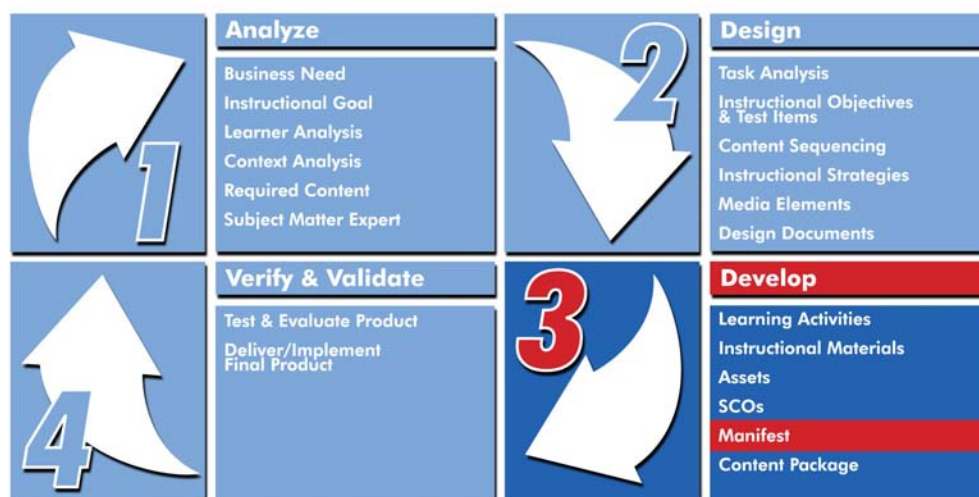 1
Analyze
Business Need
Instructional Goal
Learner Analysis
Context Analysis
Required Content
Subject Matter Expert
2
Design
Task Analysis
Instructional Objectives
& Test Items
Content Sequencing
Instructional Strategies
Media Elements
Design Documents
3
Develop
Learning Activities
Instructional Materials
Assets
SCOs
Manifest
Content Package
4
Verify & Validate
Test & Evaluate Product
Deliver/Implement
Final Product